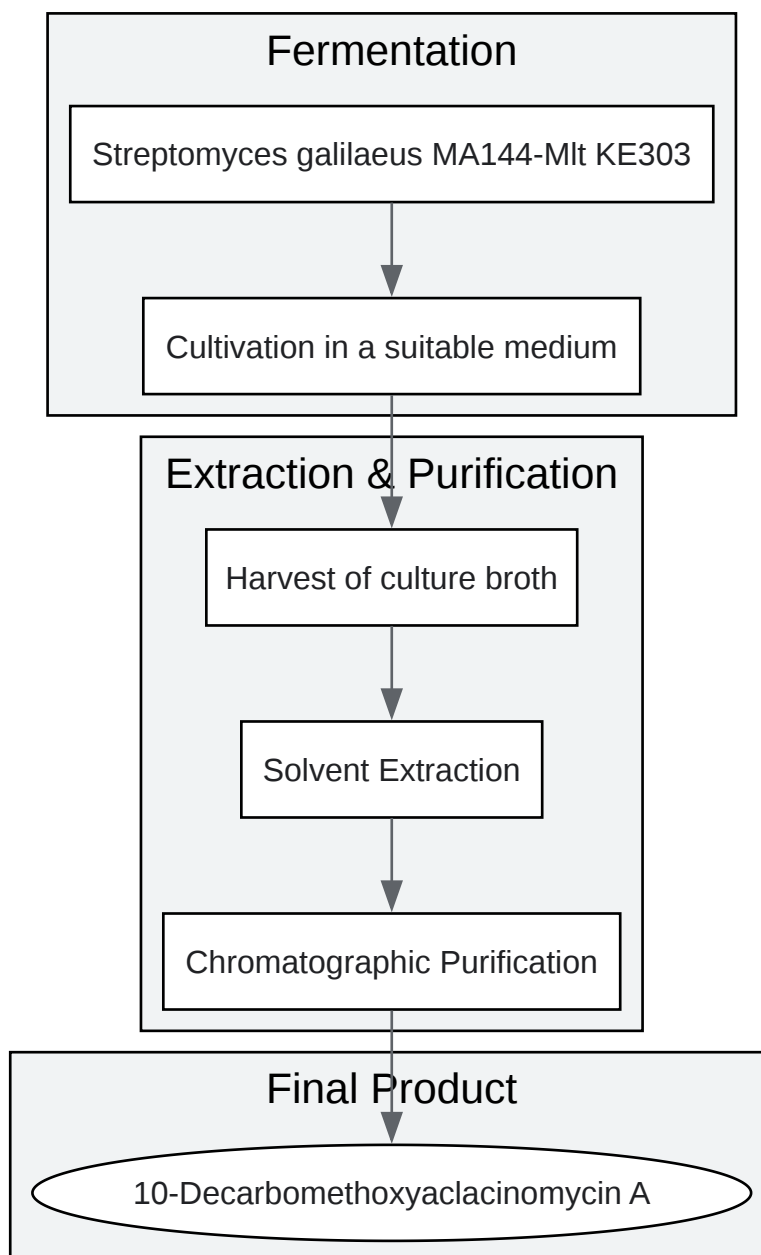 Fermentation
Streptomyces galilaeus MA144-Mlt KE303
Cultivation in a suitable medium
Extraction & Purification
Harvest of culture broth
Solvent Extraction
Chromatographic Purification
Final Product
10-Decarbomethoxyaclacinomycin A